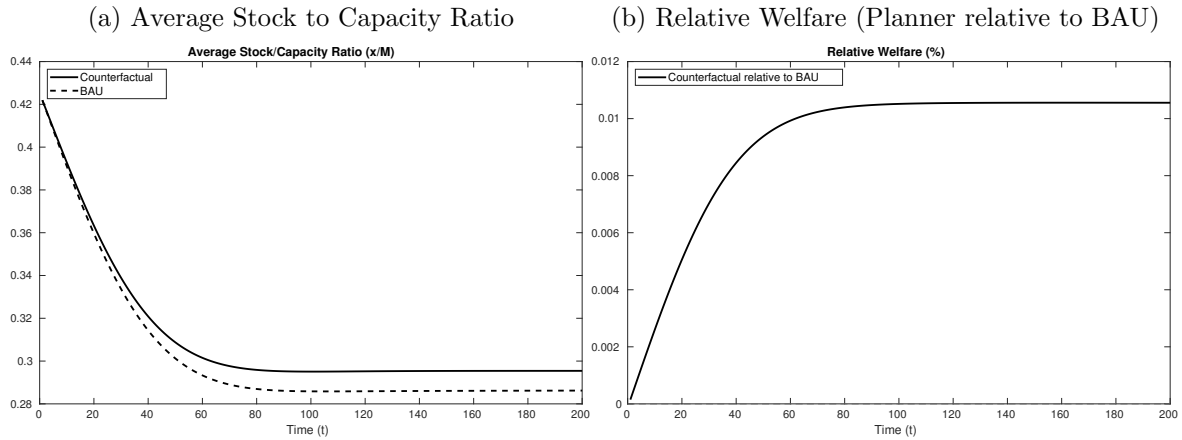 (a) Average Stock to Capacity Ratio
Average Stock/Capacity Ratio (x/M)
0.44
0.42
0.4
0.38
0.36
0.34
0.32
0.3
0.28
Counterfactual
BAU
0 20 40 60 80 100 120 140 160 180 200
Time (t)
(b) Relative Welfare (Planner relative to BAU)
Relative Welfare (%)
0.012
0.01
0.008
0.006
0.004
0.002
0
Counterfactual relative to BAU
0 20 40 60 80 100 120 140 160 180 200
Time (t)